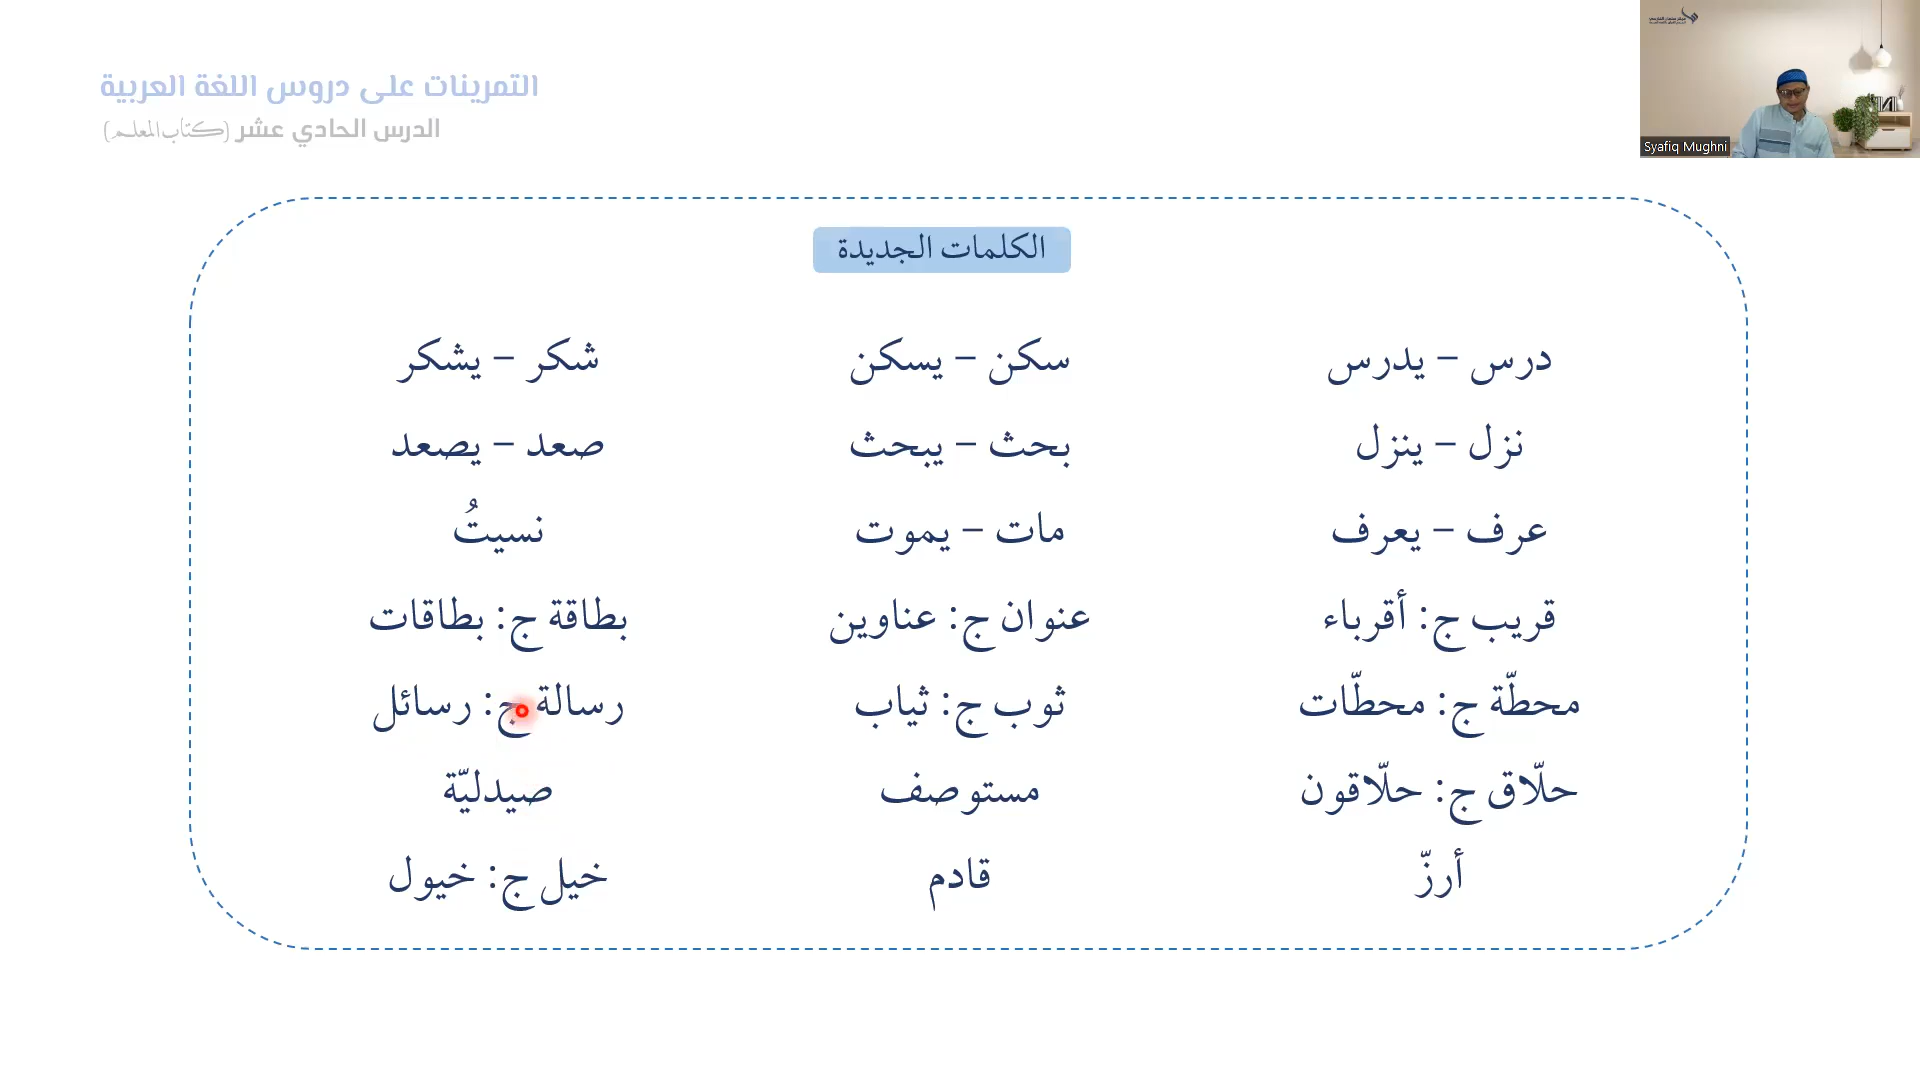 التمرينات على دروس اللغة العربية
الدرس الحادي عشر (كتاب المعلم)
Syafiq Mughni
الكلمات الجديدة
درس – يدرس سكن – يسكن شكر – يشكر
نزل – ينزل بحث – يبحث صعد – يصعد
عرف – يعرف مات – يموت نسيتُ
قريب ج: أقرباء عنوان ج: عناوين بطاقة ج: بطاقات
محطّة ج: محطّات ثوب ج: ثياب رسالة ج: رسائل
حلّاق ج: حلّاقون مستوصف صيدليّة
أرزّ قادم خيل ج: خيول